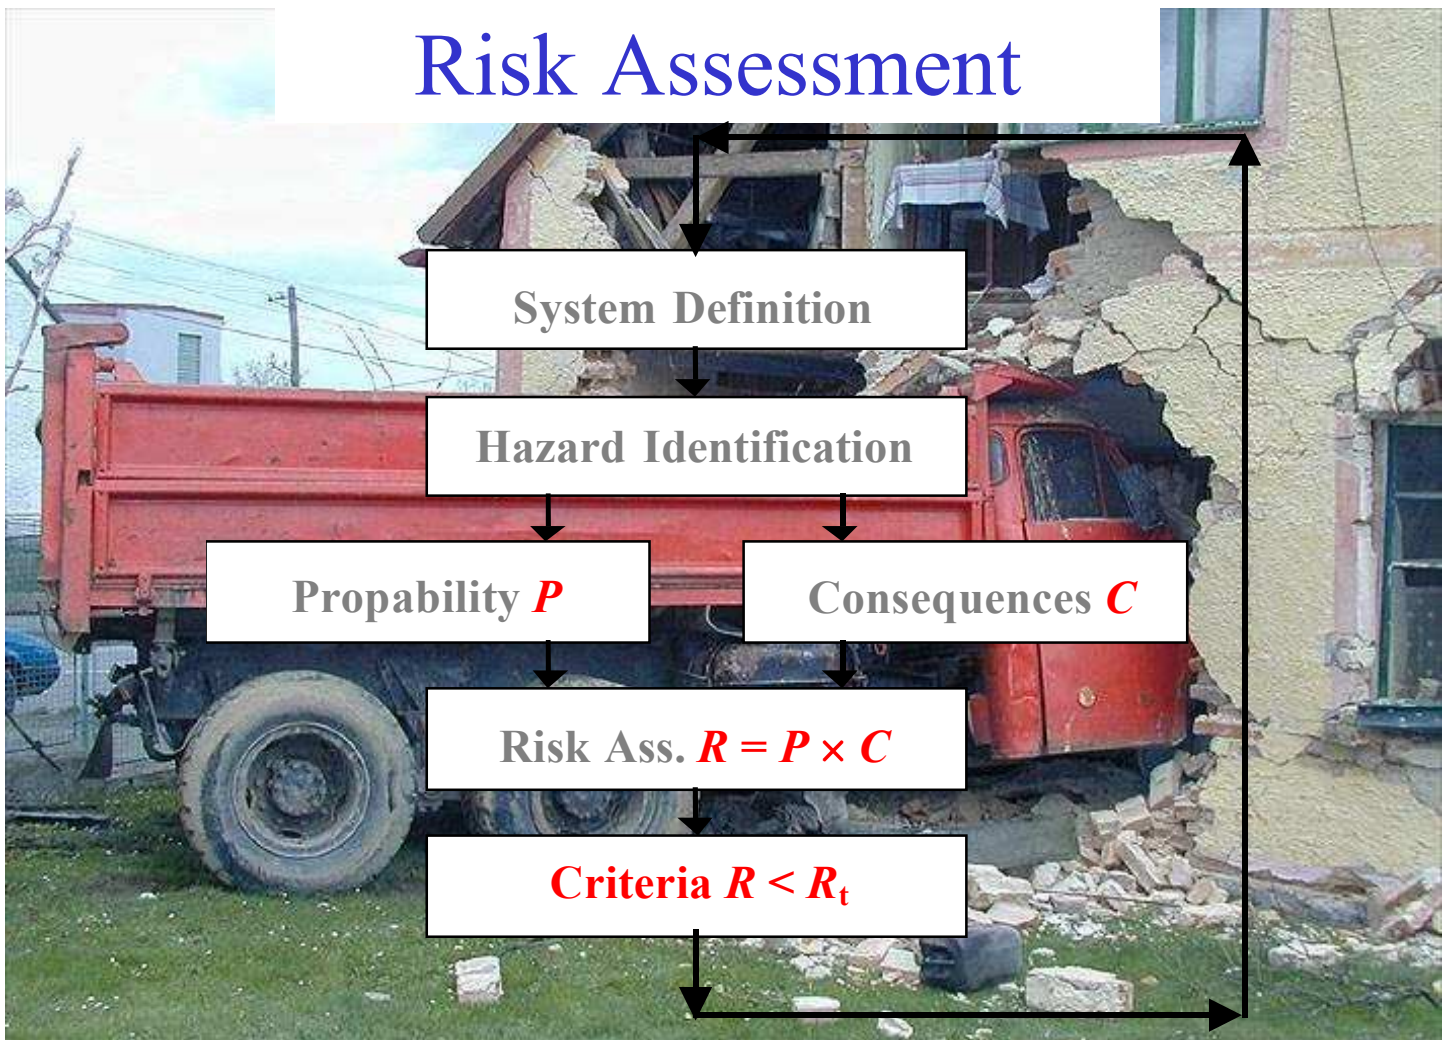 Risk Assessment
System Definition
Hazard Identification
Propability P
Consequences C
Risk Ass. R = P × C
Criteria R < Rt